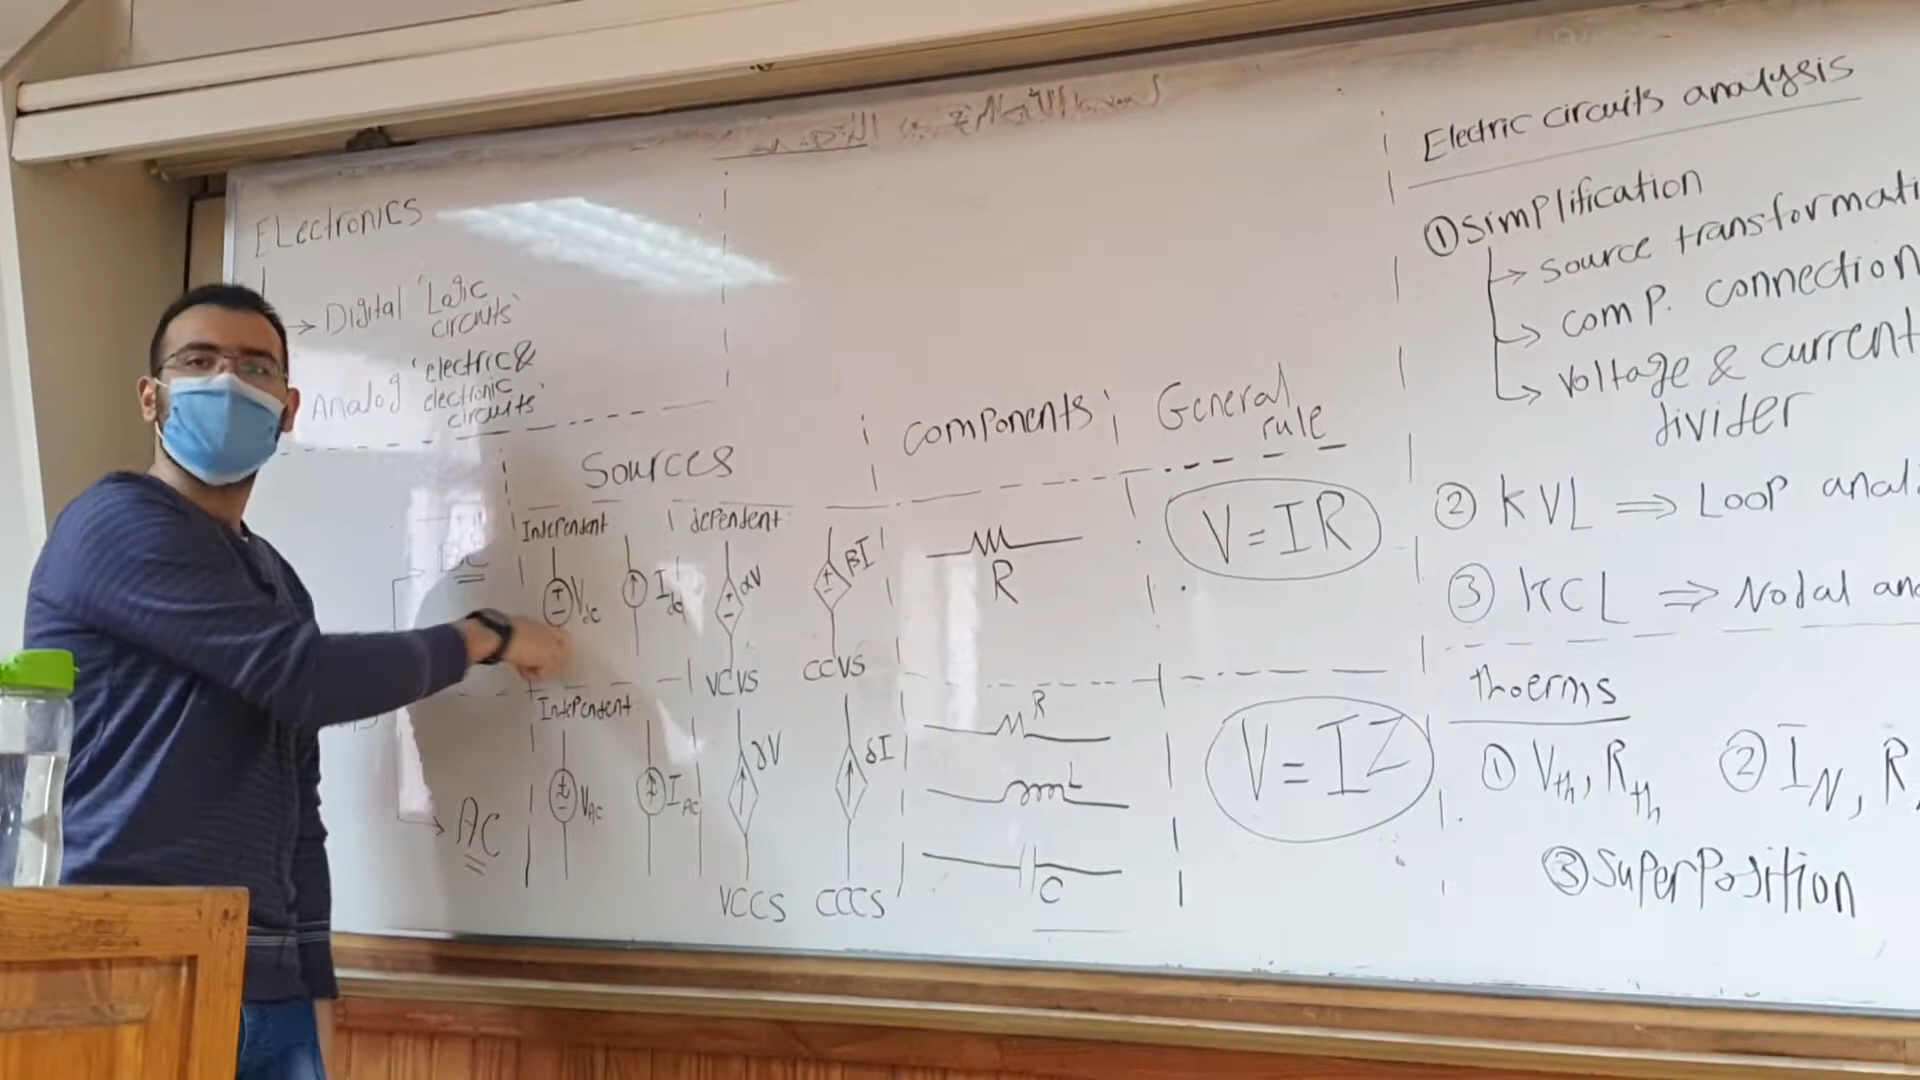 ELectronics
Digital 'Logic
circuits'
Analog 'electric &
electronic
circuits'
DC
AC
Sources
Independent
dependent
Vdc
Idc
αV
βI
VCVS
CCVS
Independent
VAC
IAC
γV
δI
VCCS
CCCS
components
R
R
L
C
General
rule
V=IR
V=IZ
Electric circuits analysis
① simplification
source transformati
comp. connection
voltage & current
divider
② KVL ⇒ Loop anal
③ KCL ⇒ Nodal an
thoerms
① Vth, Rth
② IN, R
③ superposition